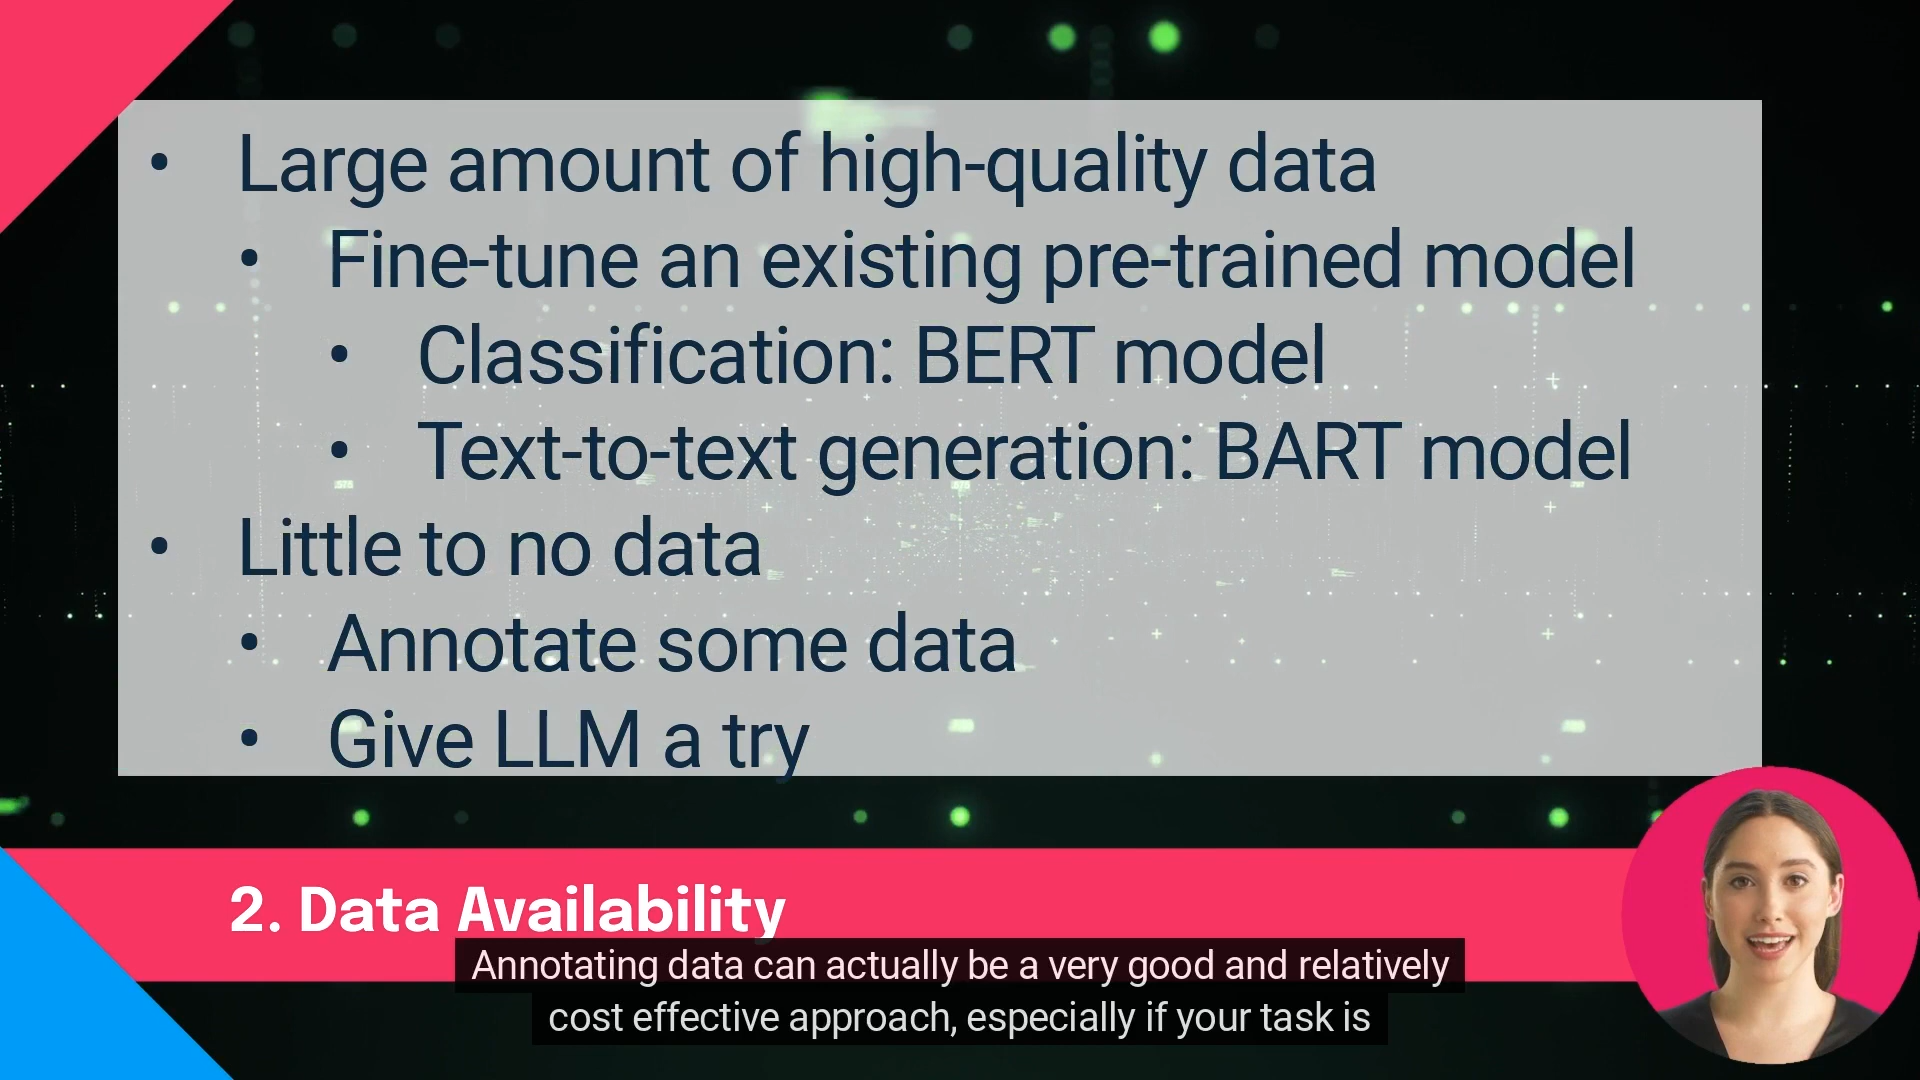 • Large amount of high-quality data
• Fine-tune an existing pre-trained model
• Classification: BERT model
• Text-to-text generation: BART model
• Little to no data
• Annotate some data
• Give LLM a try
2. Data Availability
Annotating data can actually be a very good and relatively
cost effective approach, especially if your task is